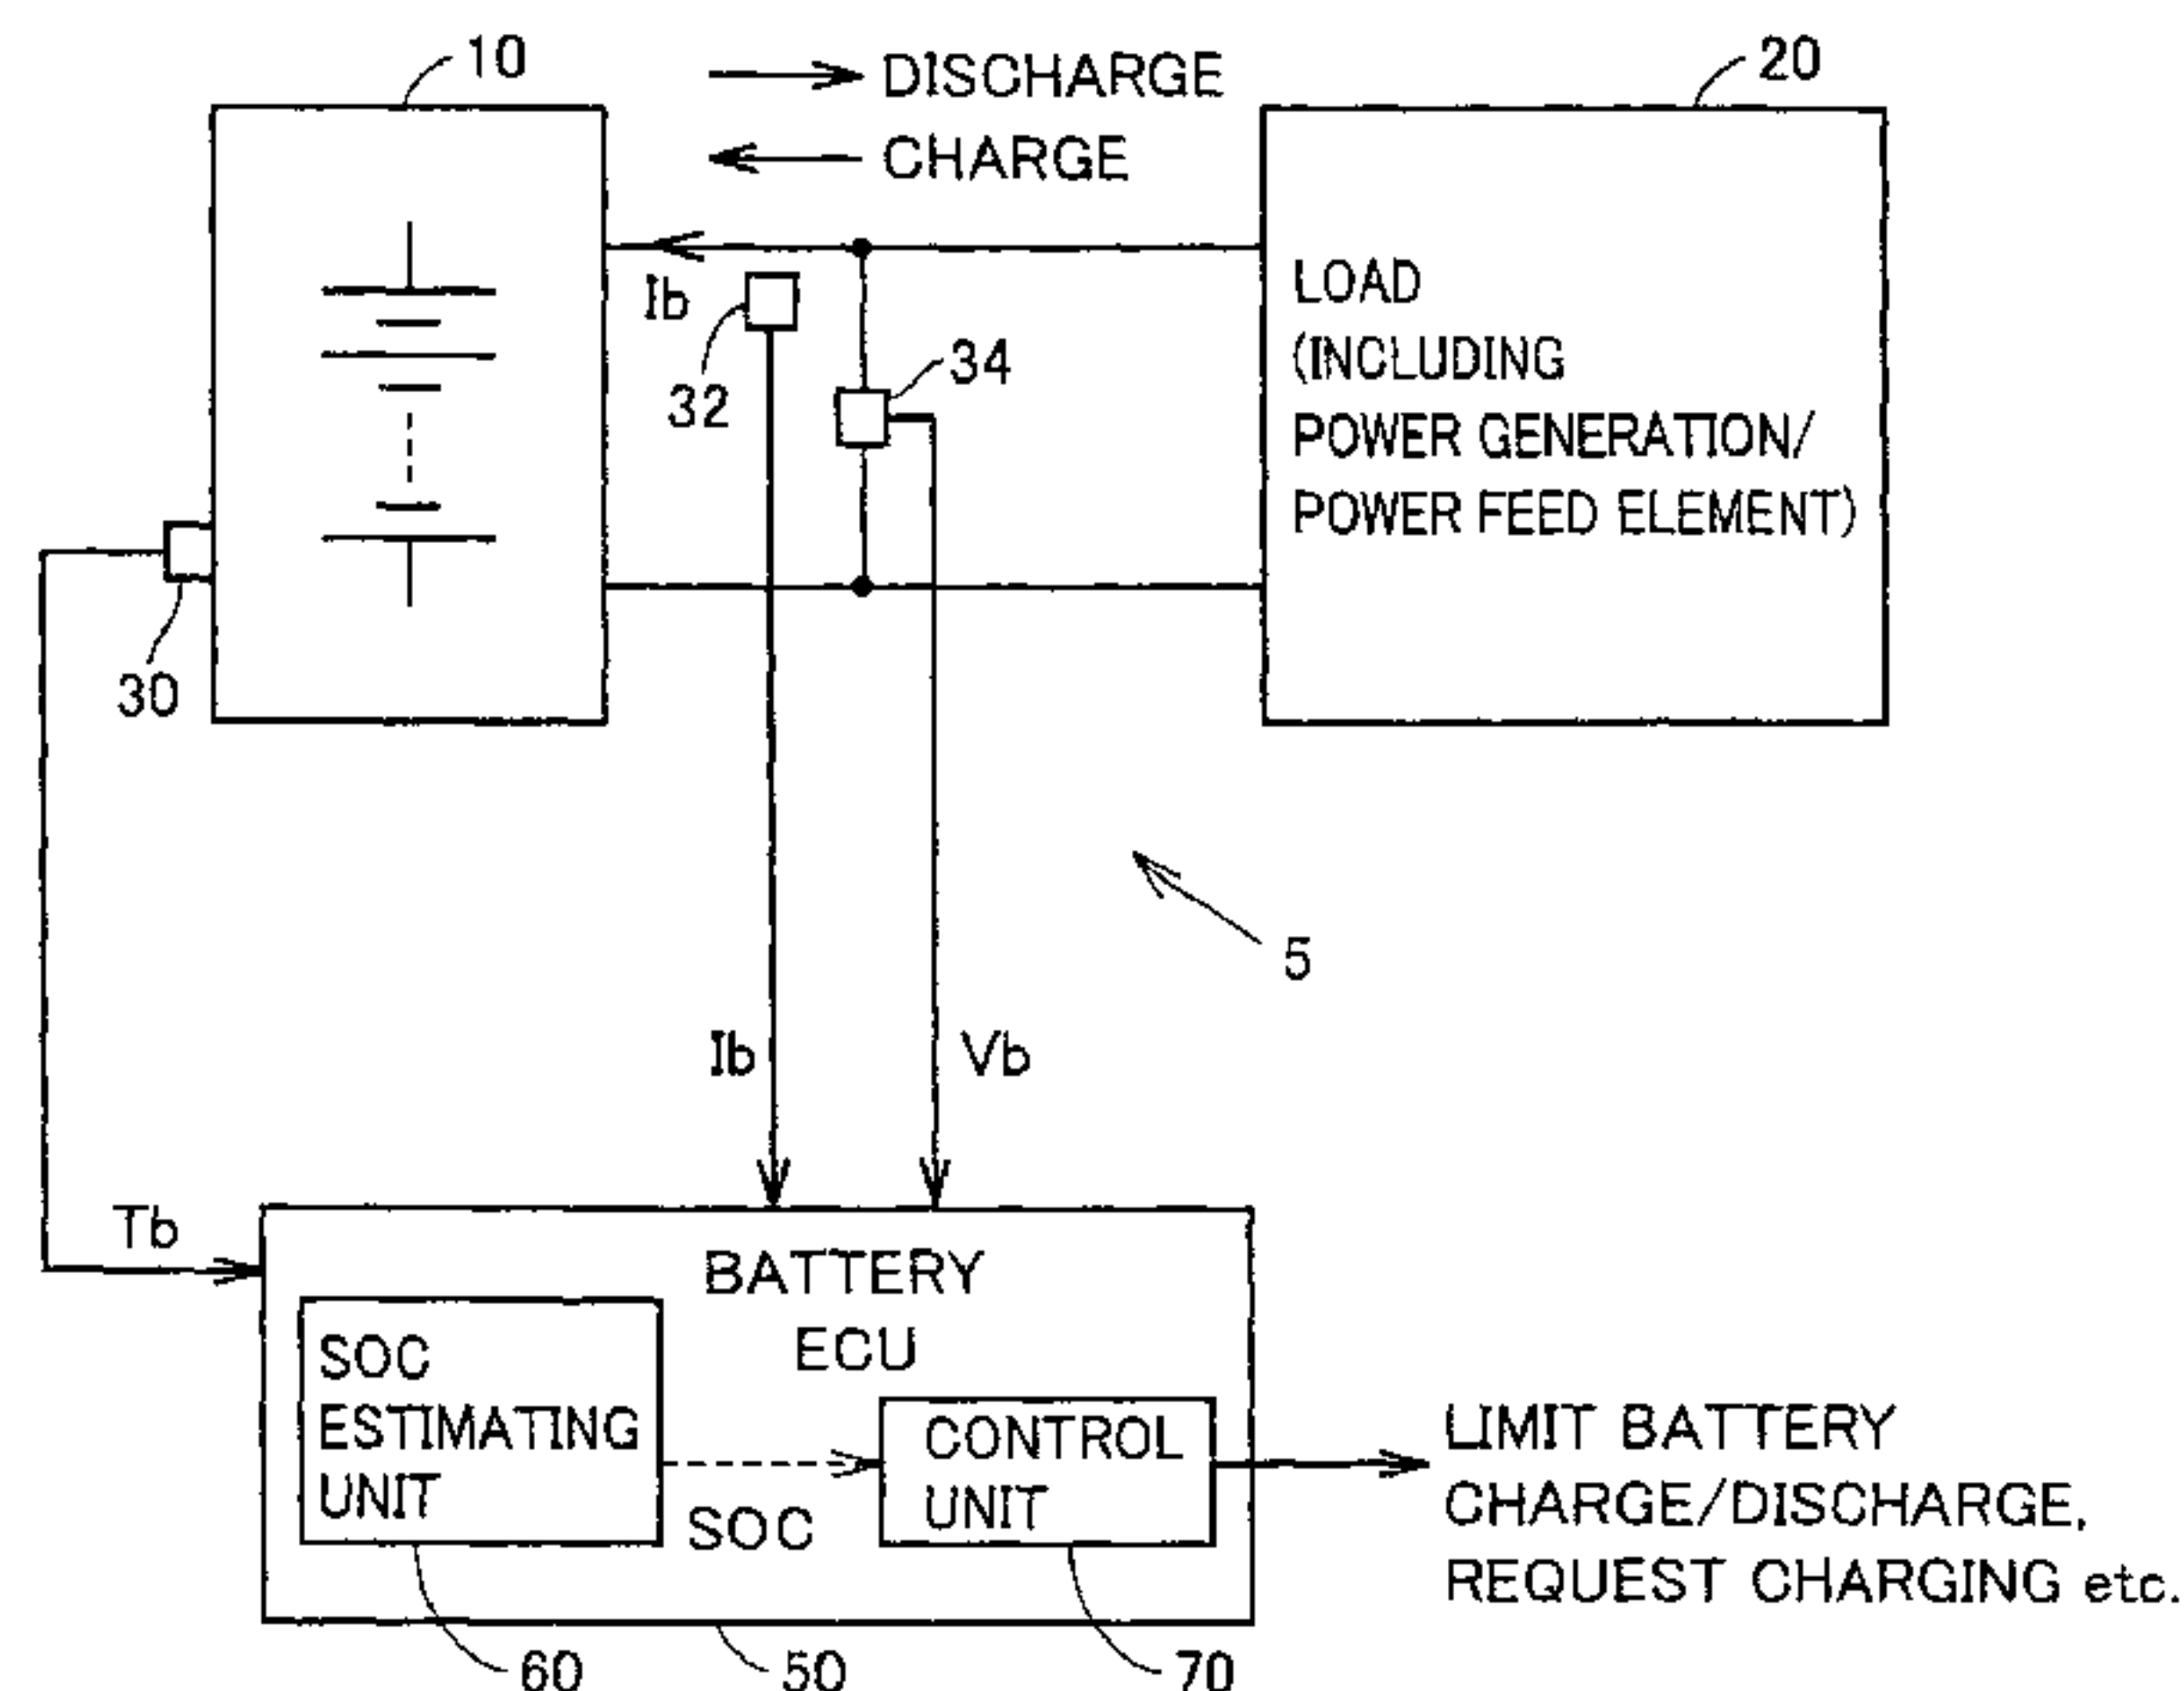 10
DISCHARGE
20
CHARGE
Ib
32
34
LOAD
(INCLUDING
POWER GENERATION/
POWER FEED ELEMENT)
30
5
Ib
Vb
Tb
BATTERY
ECU
SOC
ESTIMATING
UNIT
SOC
CONTROL
UNIT
LIMIT BATTERY
CHARGE/DISCHARGE,
REQUEST CHARGING etc.
60
50
70